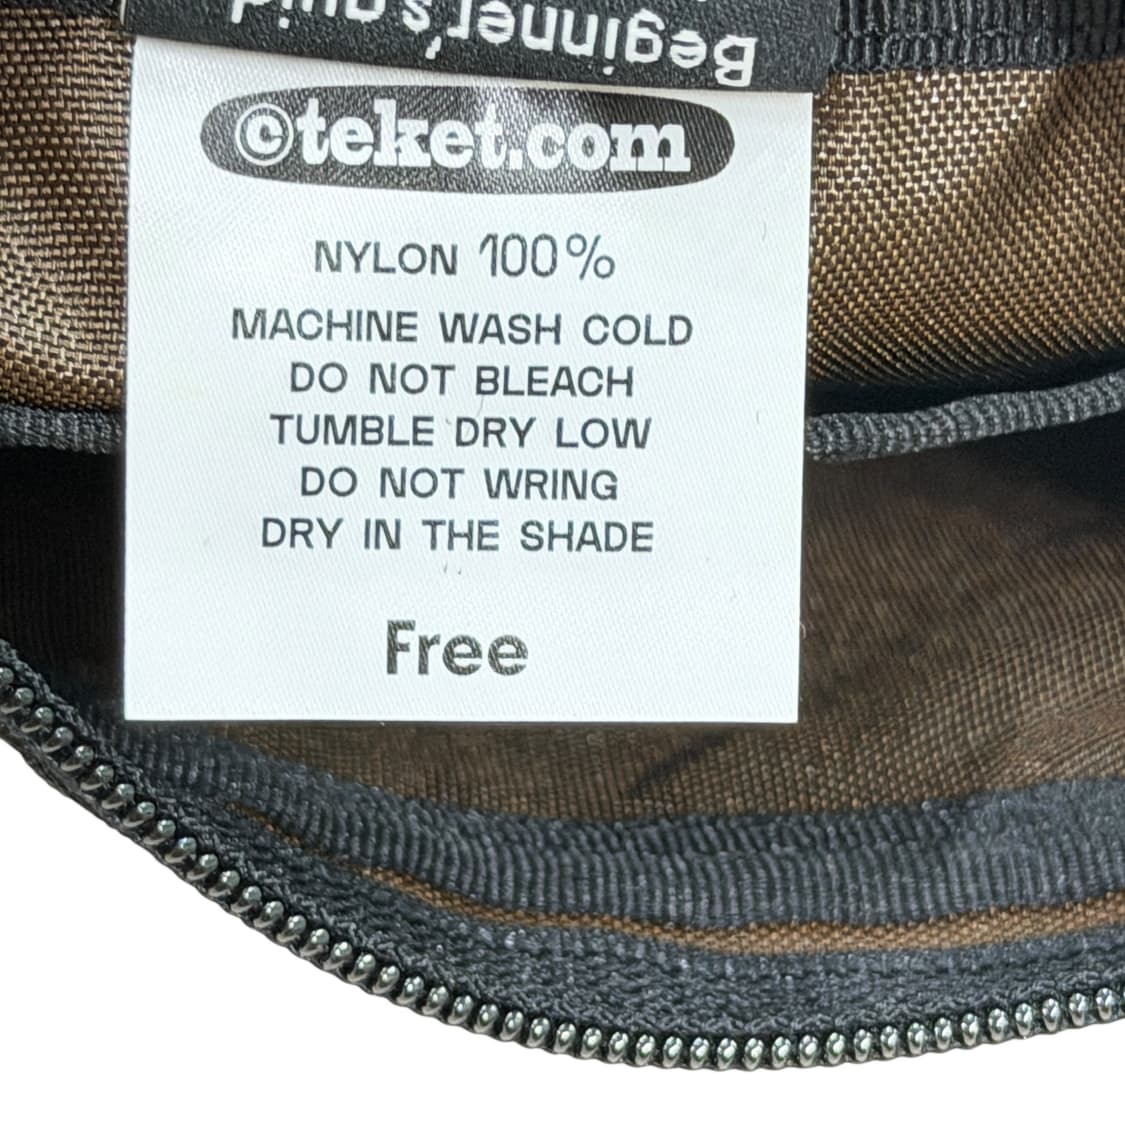 Beginner's
©teket.com
NYLON 100%
MACHINE WASH COLD
DO NOT BLEACH
TUMBLE DRY LOW
DO NOT WRING
DRY IN THE SHADE
Free